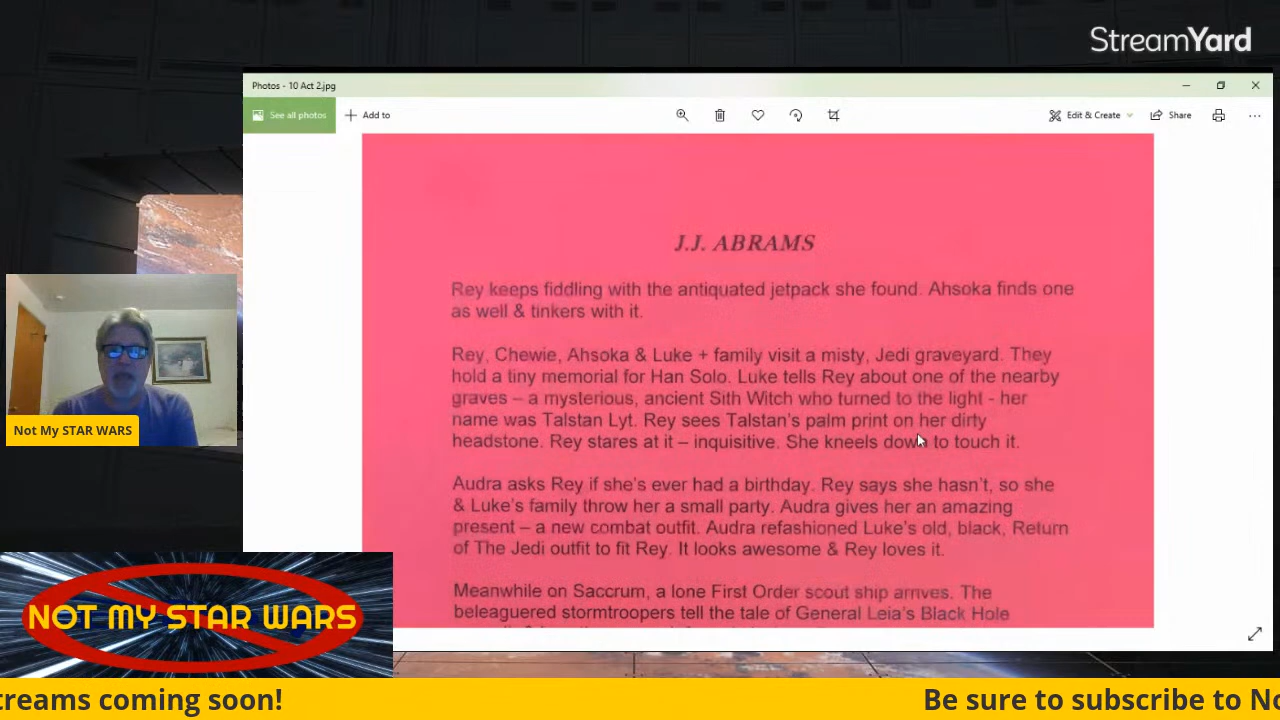 StreamYard
Photos - 10 Act 2.jpg
See all photos
Add to
Edit & Create
Share
J.J. ABRAMS
Rey keeps fiddling with the antiquated jetpack she found. Ahsoka finds one
as well & tinkers with it.
Rey, Chewie, Ahsoka & Luke + family visit a misty, Jedi graveyard. They
hold a tiny memorial for Han Solo. Luke tells Rey about one of the nearby
graves – a mysterious, ancient Sith Witch who turned to the light - her
name was Talstan Lyt. Rey sees Talstan's palm print on her dirty
headstone. Rey stares at it – inquisitive. She kneels down to touch it.
Audra asks Rey if she's ever had a birthday. Rey says she hasn't, so she
& Luke's family throw her a small party. Audra gives her an amazing
present – a new combat outfit. Audra refashioned Luke's old, black, Return
of The Jedi outfit to fit Rey. It looks awesome & Rey loves it.
Meanwhile on Saccrum, a lone First Order scout ship arrives. The
beleaguered stormtroopers tell the tale of General Leia's Black Hole
Not My STAR WARS
NOT MY STAR WARS
treams coming soon!
Be sure to subscribe to No